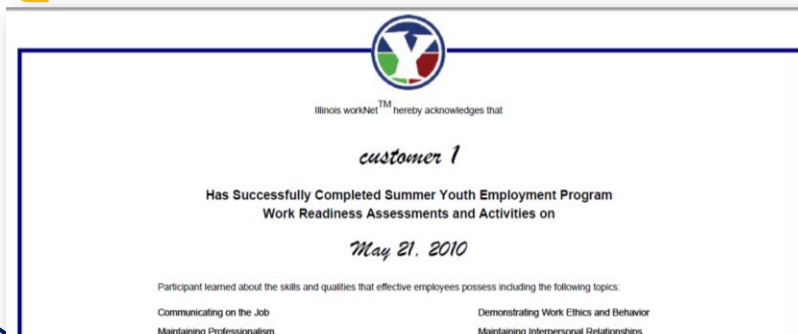 Y
Illinois workNet™ hereby acknowledges that
customer 1
Has Successfully Completed Summer Youth Employment Program
Work Readiness Assessments and Activities on
May 21, 2010
Participant learned about the skills and qualities that effective employees possess including the following topics:
Communicating on the Job
Demonstrating Work Ethics and Behavior
Maintaining Professionalism
Maintaining Interpersonal Relationships